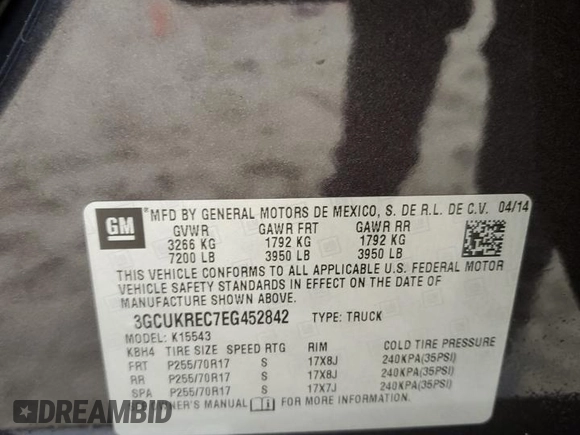 GM
*MFD BY GENERAL MOTORS DE MEXICO, S. DE R.L. DE C.V. 04/14
GVWR GAWR FRT GAWR RR
3266 KG 1792 KG 1792 KG
7200 LB 3950 LB 3950 LB
THIS VEHICLE CONFORMS TO ALL APPLICABLE U.S. FEDERAL MOTOR
VEHICLE SAFETY STANDARDS IN EFFECT ON THE DATE OF
MANUFACTURE SHOWN ABOVE.
3GCUKREC7EG452842 TYPE: TRUCK
MODEL: K15543
KBH4 TIRE SIZE SPEED RTG RIM COLD TIRE PRESSURE
FRT P255/70R17 S 17X8J 240KPA(35PSI)
RR P255/70R17 S 17X8J 240KPA(35PSI)
SPA P255/70R17 S 17X7J 240KPA(35PSI)
NER'S MANUAL FOR MORE INFORMATION
DREAMBID